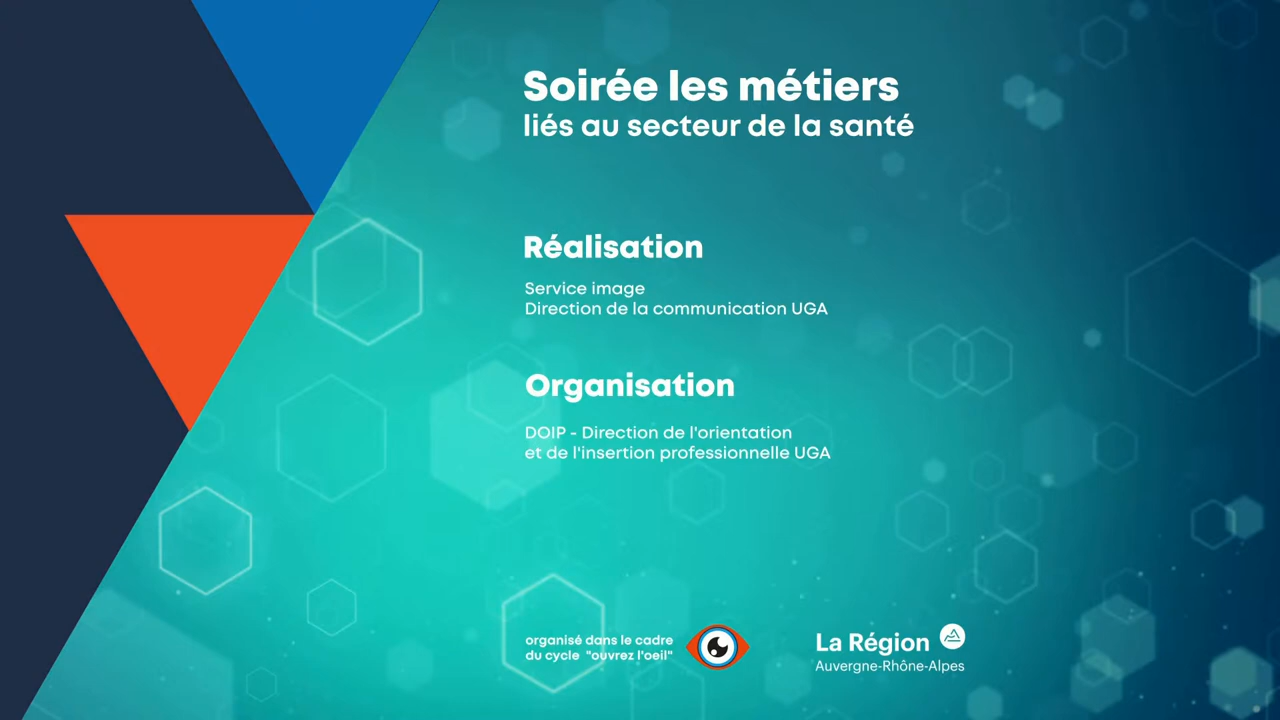 Soirée les métiers
liés au secteur de la santé
Réalisation
Service image
Direction de la communication UGA
Organisation
DOIP - Direction de l'orientation
et de l'insertion professionnelle UGA
organisé dans le cadre
du cycle "ouvrez l'oeil"
La Région
Auvergne-Rhône-Alpes